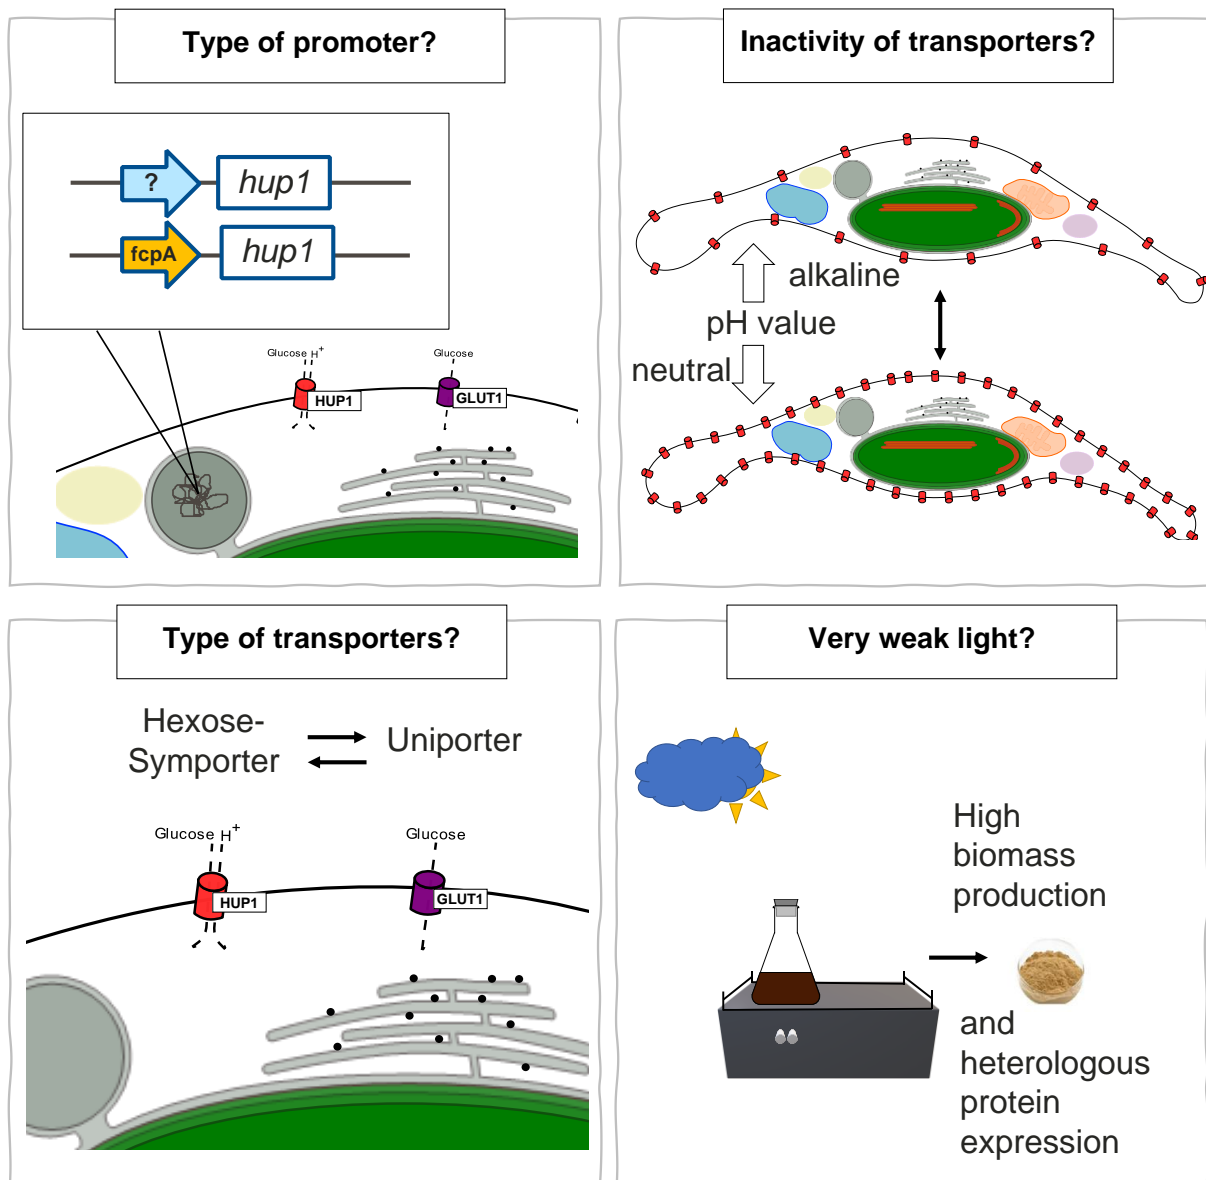 Type of promoter?
?
hup1
fcpA
hup1
Glucose H+
HUP1
Glucose
GLUT1
Inactivity of transporters?
alkaline
pH value
neutral
Type of transporters?
Hexose-
Symporter
Uniporter
Glucose H+
HUP1
Glucose
GLUT1
Very weak light?
High
biomass
production
and
heterologous
protein
expression